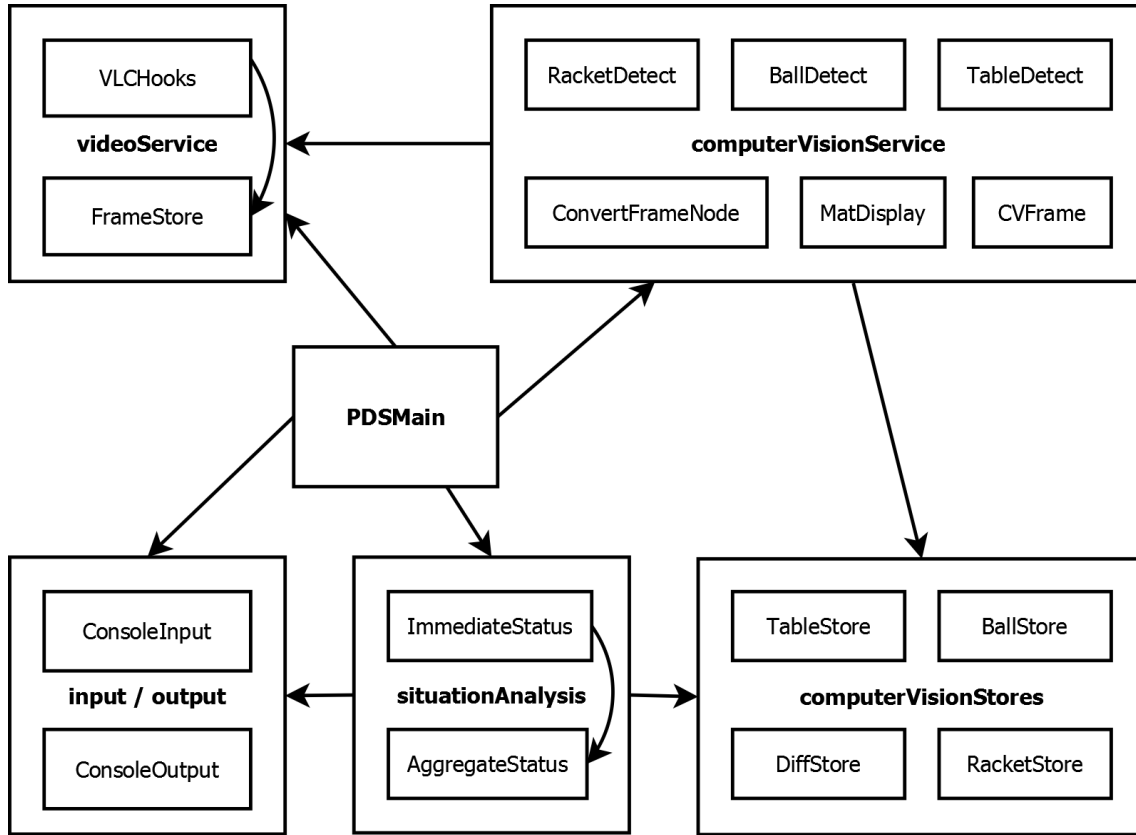 VLCHooks
videoService
FrameStore
RacketDetect
BallDetect
TableDetect
computerVisionService
ConvertFrameNode
MatDisplay
CVFrame
PDSMain
ConsoleInput
input / output
ConsoleOutput
ImmediateStatus
situationAnalysis
AggregateStatus
TableStore
BallStore
computerVisionStores
DiffStore
RacketStore